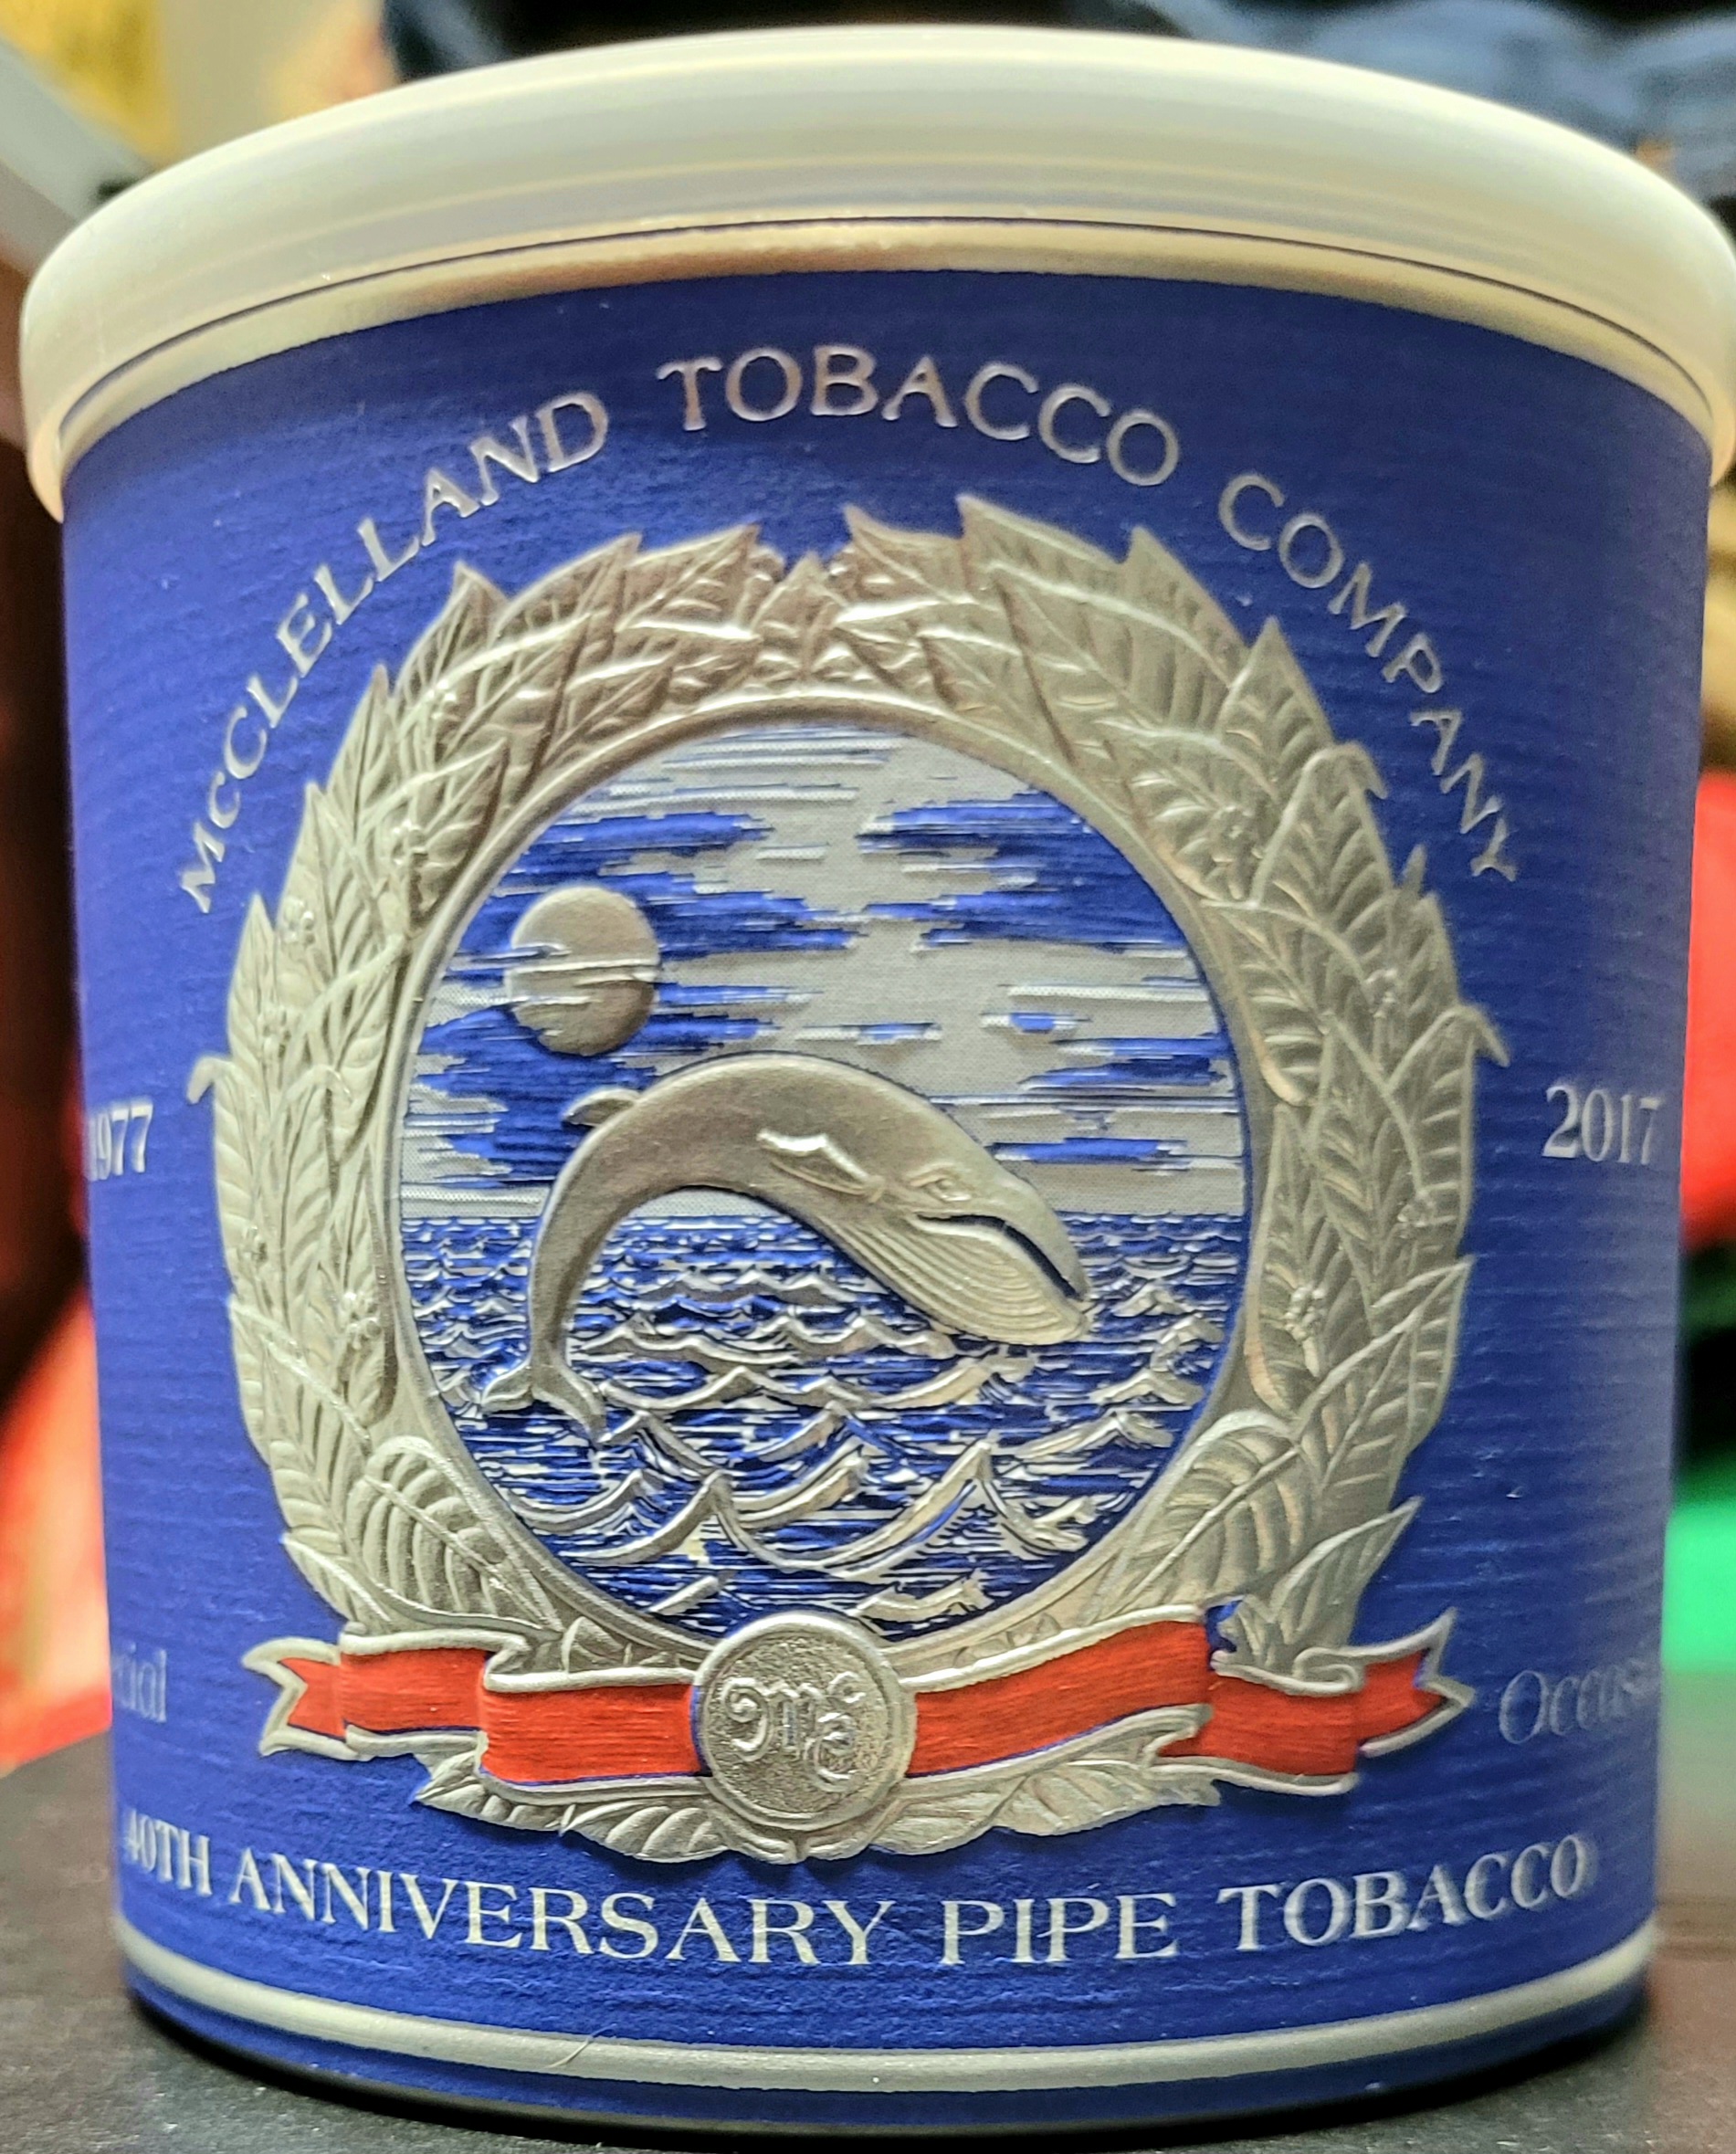 McCLELLAND TOBACCO COMPANY
1977
2017
40TH ANNIVERSARY PIPE TOBACCO